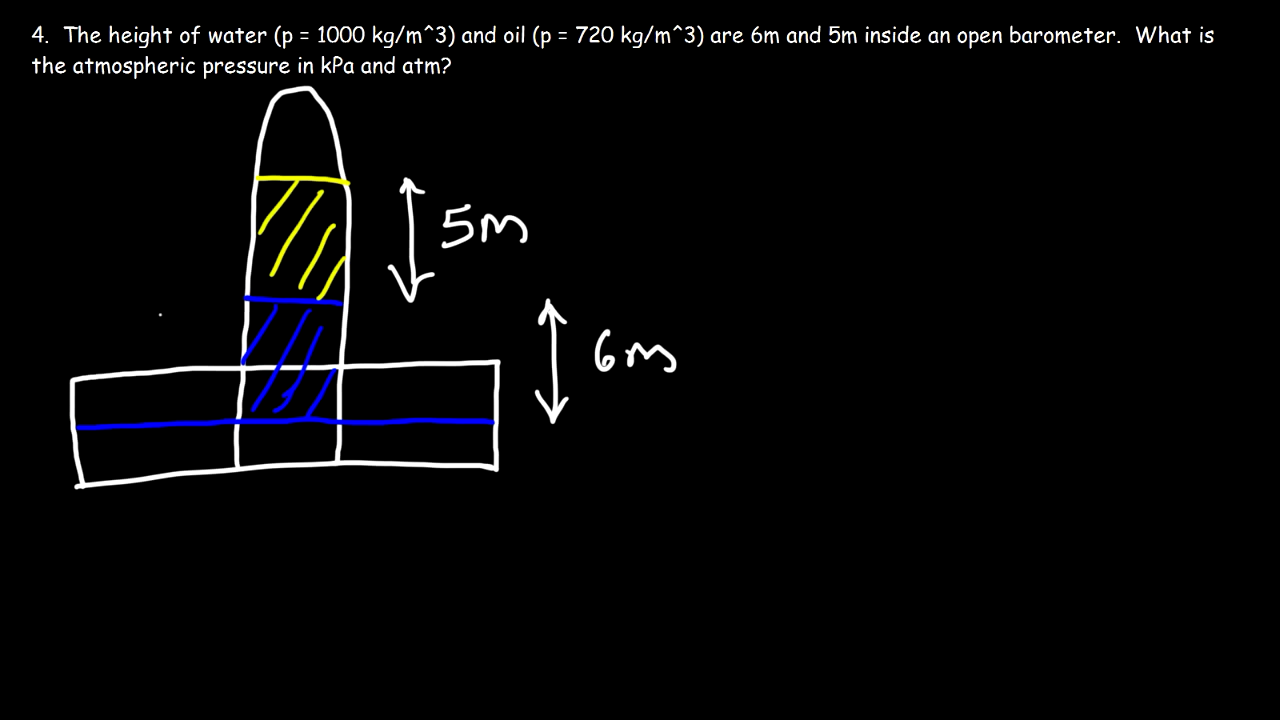 4. The height of water (p = 1000 kg/m^3) and oil (p = 720 kg/m^3) are 6m and 5m inside an open barometer. What is
the atmospheric pressure in kPa and atm?
5m
6m